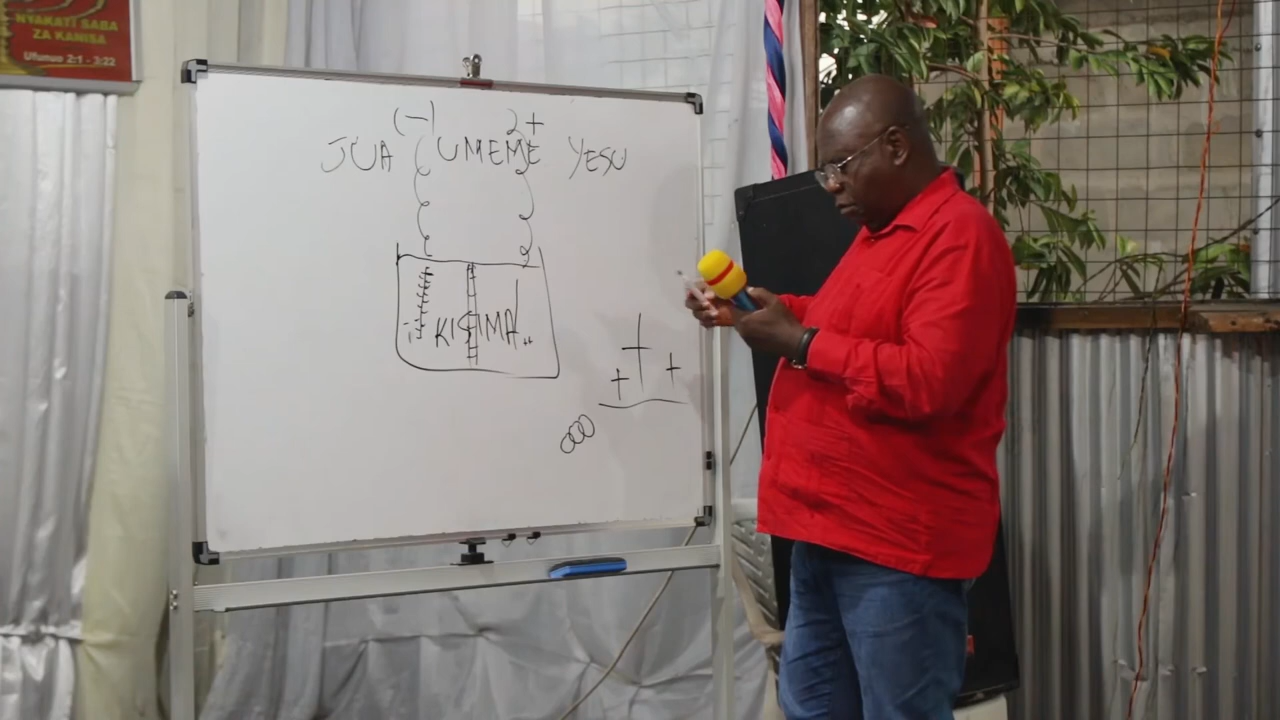 NYAKATI SABA
ZA KANISA
Ufunuo 2:1 - 3:22
(-) 2+
JUA UMEME YESU
KISIMA